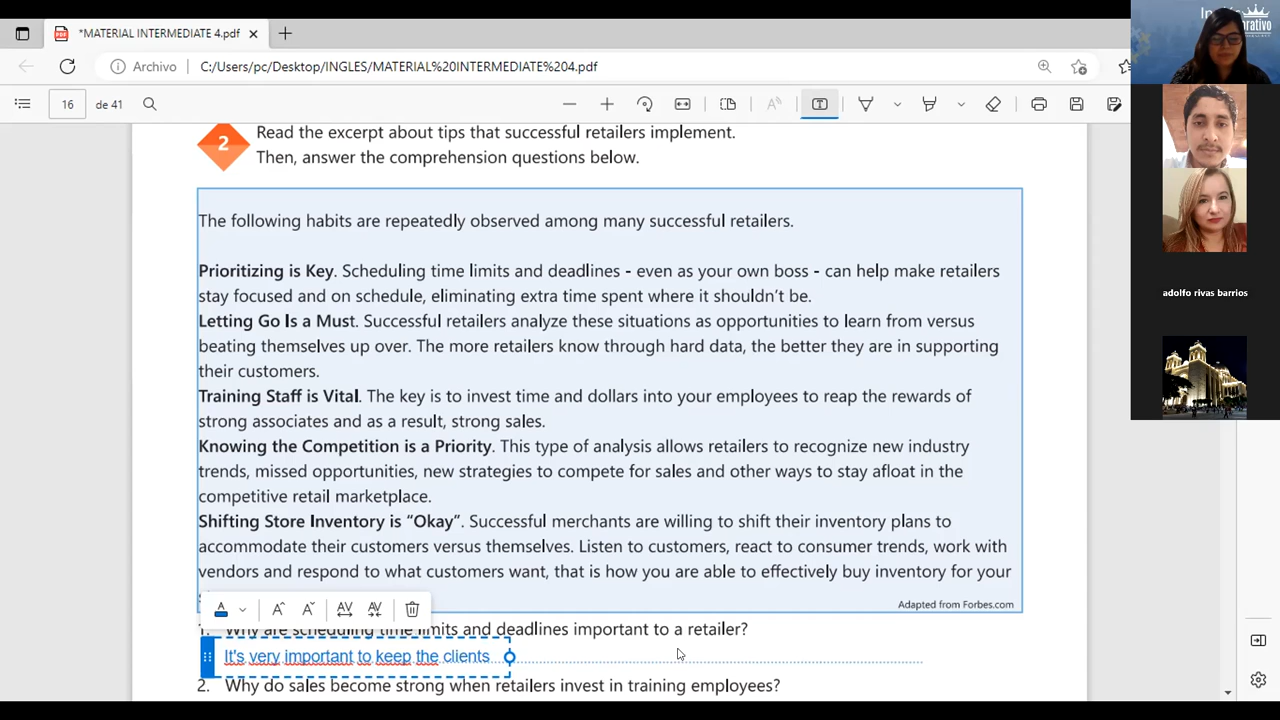 *MATERIAL INTERMEDIATE 4.pdf
Archivo
C:/Users/pc/Desktop/INGLES/MATERIAL%20INTERMEDIATE%204.pdf
16
de 41
2
Read the excerpt about tips that successful retailers implement.
Then, answer the comprehension questions below.
The following habits are repeatedly observed among many successful retailers.
Prioritizing is Key. Scheduling time limits and deadlines - even as your own boss - can help make retailers
stay focused and on schedule, eliminating extra time spent where it shouldn't be.
Letting Go Is a Must. Successful retailers analyze these situations as opportunities to learn from versus
beating themselves up over. The more retailers know through hard data, the better they are in supporting
their customers.
Training Staff is Vital. The key is to invest time and dollars into your employees to reap the rewards of
strong associates and as a result, strong sales.
Knowing the Competition is a Priority. This type of analysis allows retailers to recognize new industry
trends, missed opportunities, new strategies to compete for sales and other ways to stay afloat in the
competitive retail marketplace.
Shifting Store Inventory is “Okay”. Successful merchants are willing to shift their inventory plans to
accommodate their customers versus themselves. Listen to customers, react to consumer trends, work with
vendors and respond to what customers want, that is how you are able to effectively buy inventory for your
Adapted from Forbes.com
1. Why are scheduling time limits and deadlines important to a retailer?
It's very important to keep the clients
2. Why do sales become strong when retailers invest in training employees?
adolfo rivas barrios